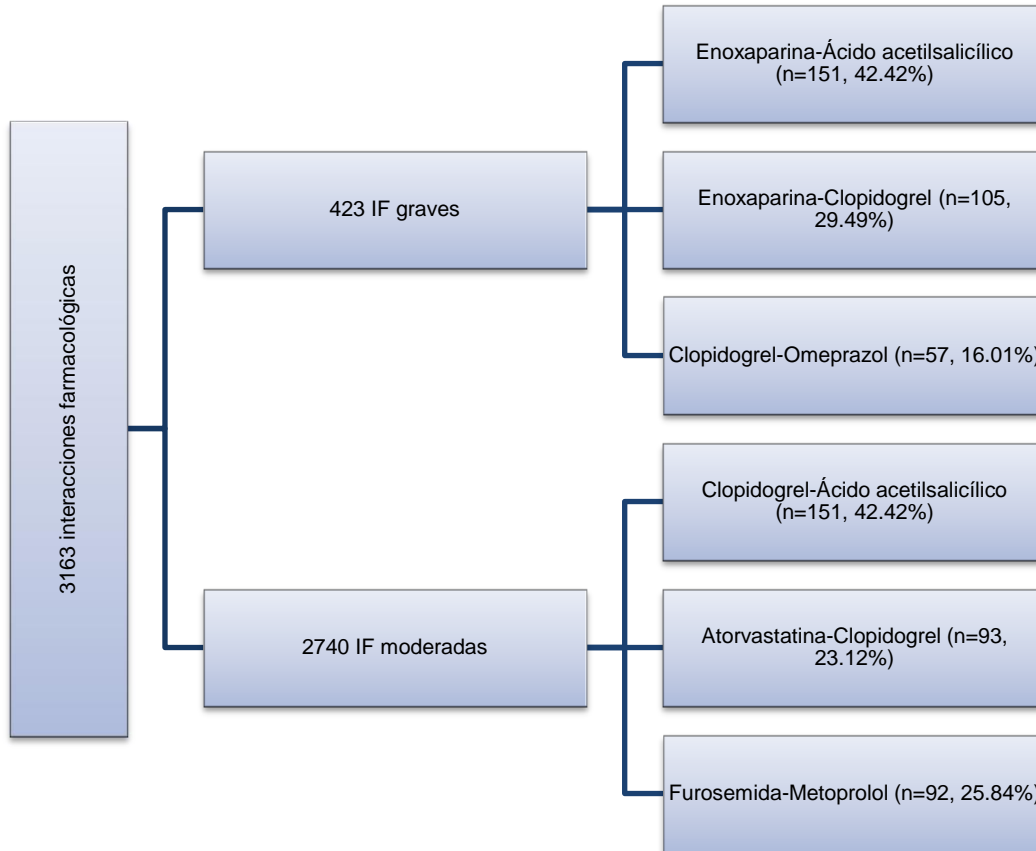 3163 interacciones farmacológicas
423 IF graves
Enoxaparina-Ácido acetilsalicílico
(n=151, 42.42%)
Enoxaparina-Clopidogrel (n=105,
29.49%)
Clopidogrel-Omeprazol (n=57, 16.01%)
2740 IF moderadas
Clopidogrel-Ácido acetilsalicílico
(n=151, 42.42%)
Atorvastatina-Clopidogrel (n=93,
23.12%)
Furosemida-Metoprolol (n=92, 25.84%)